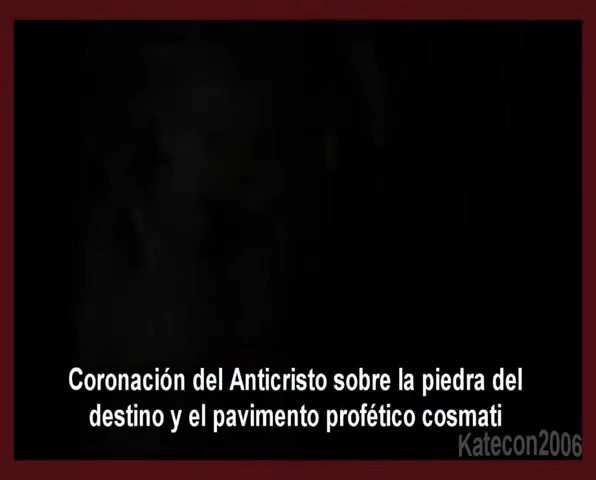 Coronación del Anticristo sobre la piedra del
destino y el pavimento profético cosmati
Katecon2006